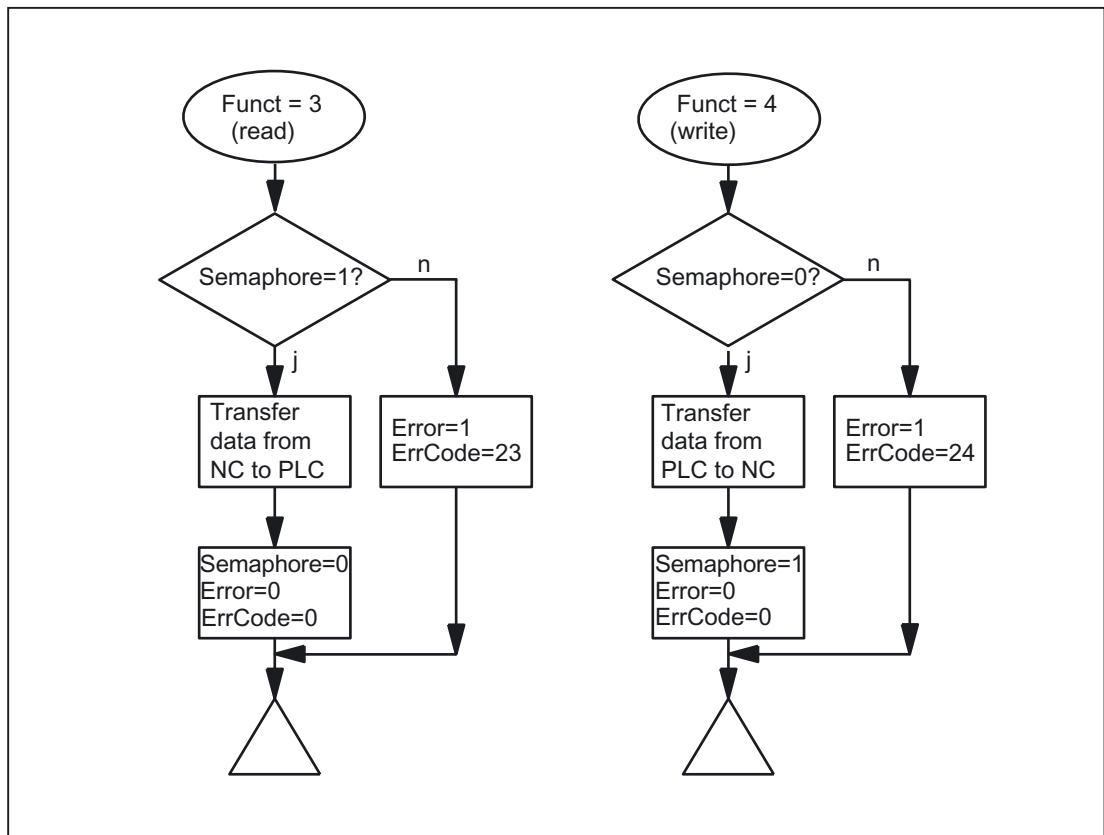 Funct = 3
(read)
Semaphore=1?
n
j
Transfer
data from
NC to PLC
Error=1
ErrCode=23
Semaphore=0
Error=0
ErrCode=0
Funct = 4
(write)
Semaphore=0?
n
j
Transfer
data from
PLC to NC
Error=1
ErrCode=24
Semaphore=1
Error=0
ErrCode=0